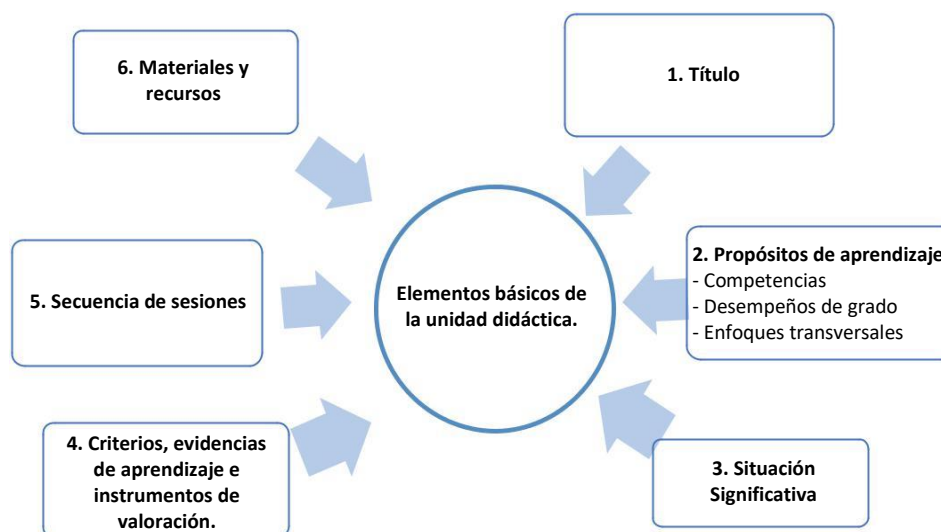 6. Materiales y
recursos
1. Título
Elementos básicos de
la unidad didáctica.
2. Propósitos de aprendizaje
- Competencias
- Desempeños de grado
- Enfoques transversales
5. Secuencia de sesiones
4. Criterios, evidencias
de aprendizaje e
instrumentos de
valoración.
3. Situación
Significativa